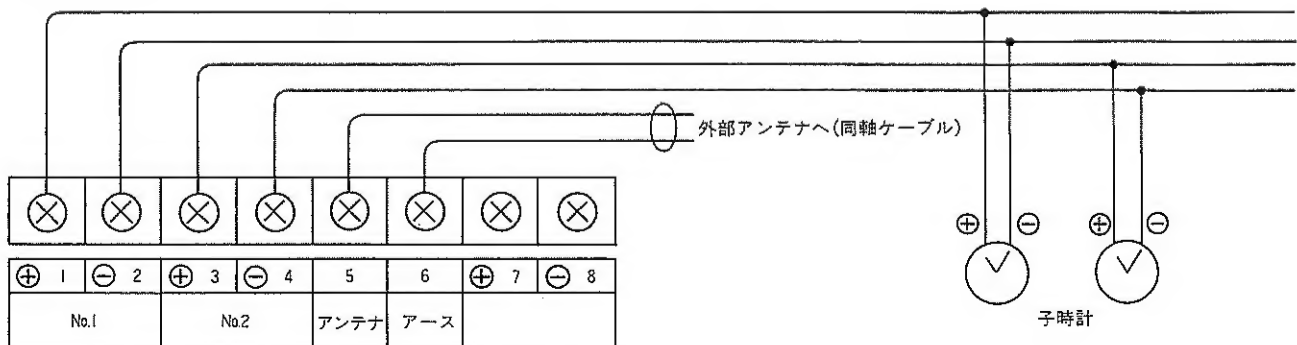 外部アンテナへ(同軸ケーブル)
⊕ ⊖ ⊕ ⊖
⊕ 1 ⊖ 2 ⊕ 3 ⊖ 4 5 6 ⊕ 7 ⊖ 8
No.1 No.2 アンテナ アース
子時計